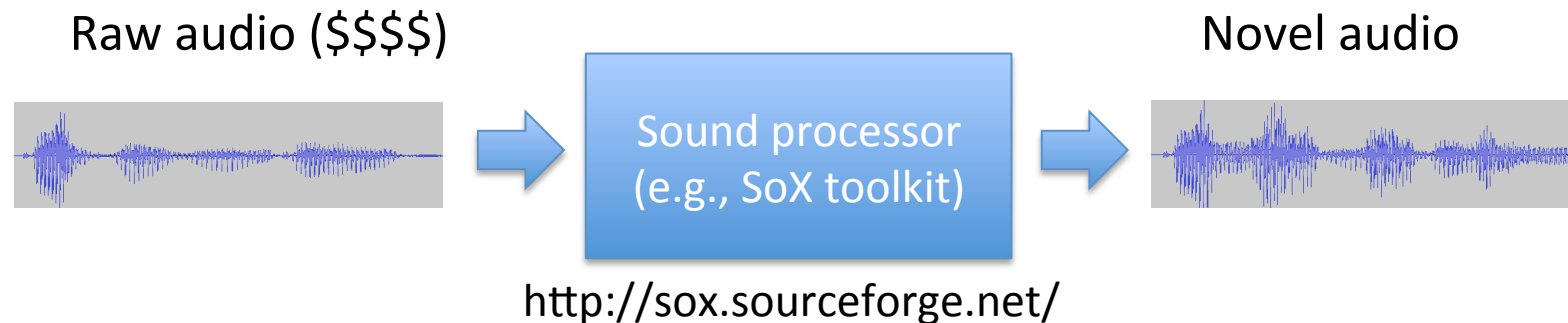 Raw audio ($$$$)
Novel audio
Sound processor
(e.g., SoX toolkit)
http://sox.sourceforge.net/